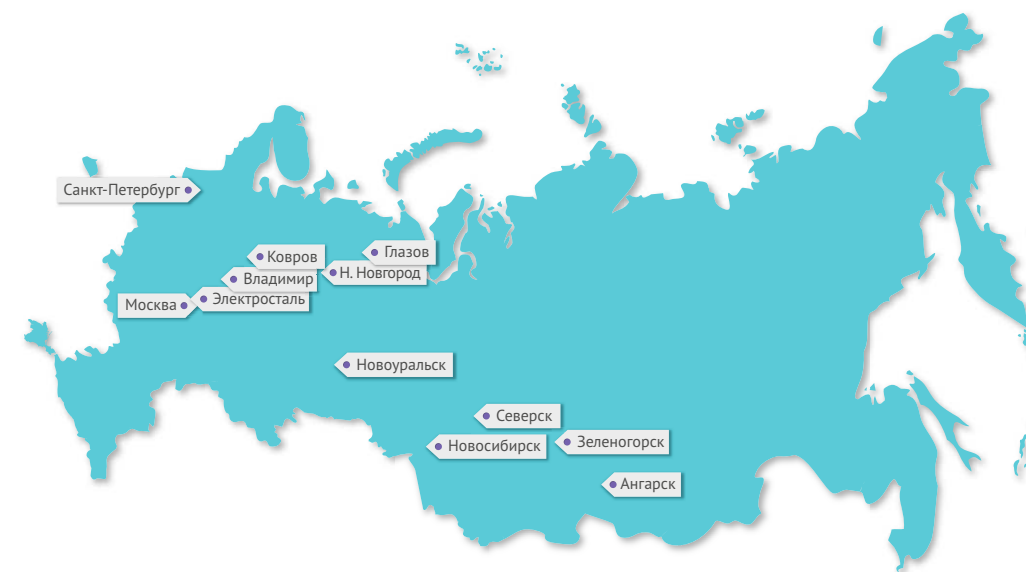 Санкт-Петербург
Глазов
Ковров
Н. Новгород
Владимир
Электросталь
Москва
Новоуральск
Северск
Зеленогорск
Новосибирск
Ангарск